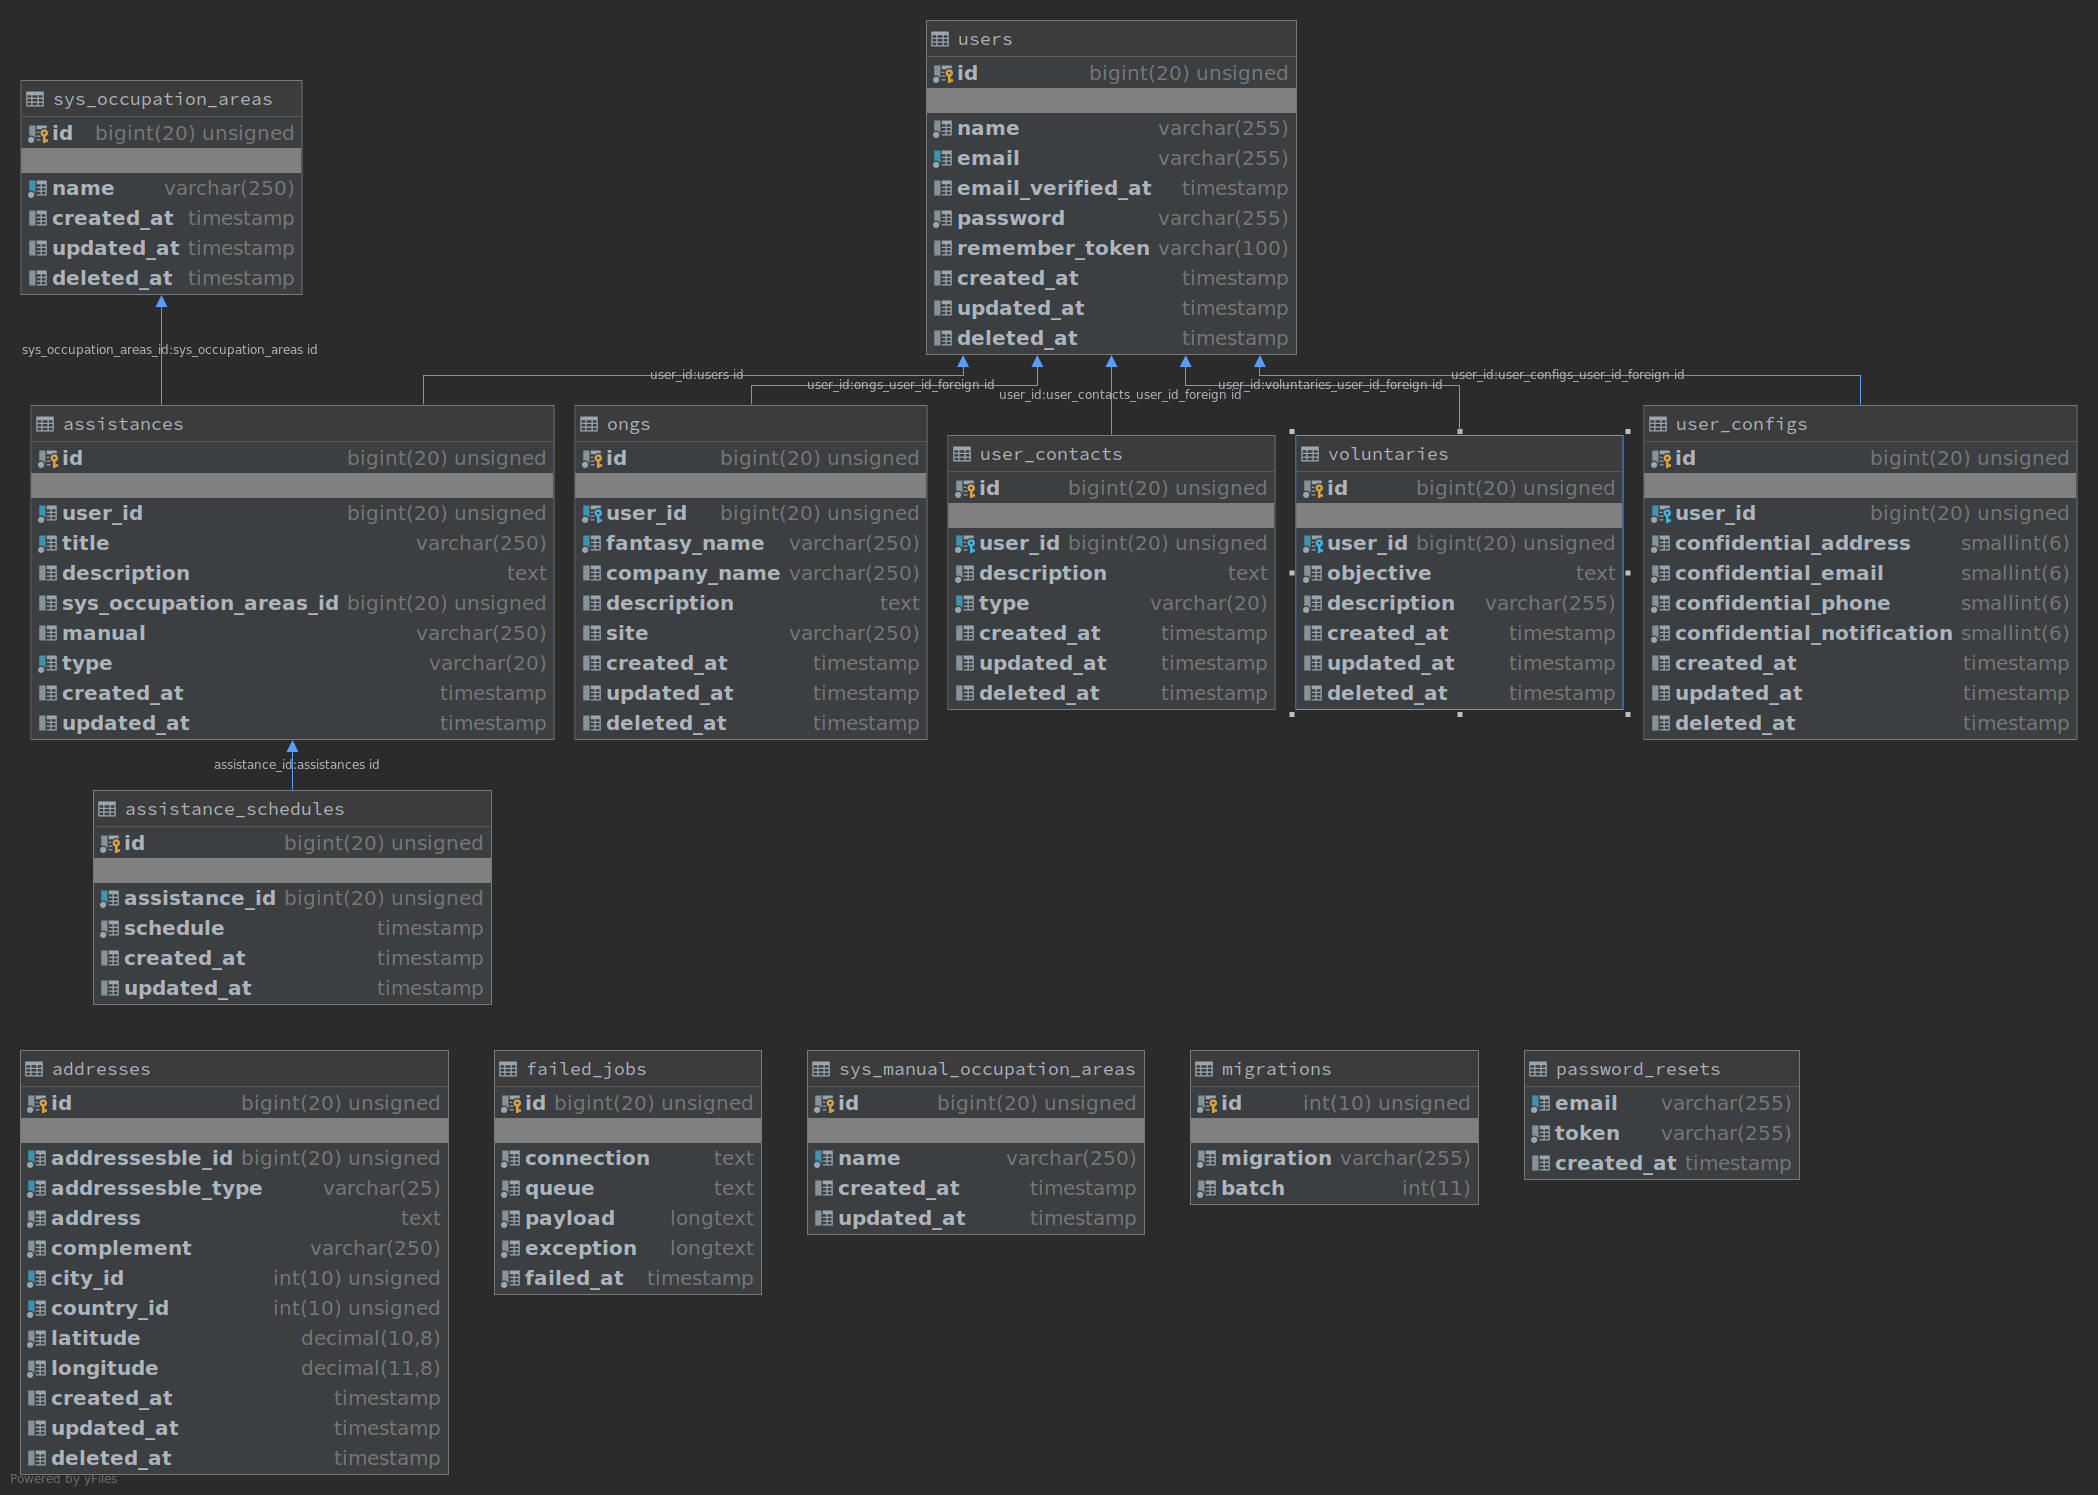 users
id bigint(20) unsigned
name varchar(255)
email varchar(255)
email_verified_at timestamp
password varchar(255)
remember_token varchar(100)
created_at timestamp
updated_at timestamp
deleted_at timestamp
sys_occupation_areas
id bigint(20) unsigned
name varchar(250)
created_at timestamp
updated_at timestamp
deleted_at timestamp
sys_occupation_areas_id:sys_occupation_areas id
user_id:users id
user_id:ongs_user_id_foreign id
user_id:user_contacts_user_id_foreign id
user_id:voluntaries_user_id_foreign id
user_id:user_configs_user_id_foreign id
assistances
id bigint(20) unsigned
user_id bigint(20) unsigned
title varchar(250)
description text
sys_occupation_areas_id bigint(20) unsigned
manual varchar(250)
type varchar(20)
created_at timestamp
updated_at timestamp
ongs
id bigint(20) unsigned
user_id bigint(20) unsigned
fantasy_name varchar(250)
company_name varchar(250)
description text
site varchar(250)
created_at timestamp
updated_at timestamp
deleted_at timestamp
user_contacts
id bigint(20) unsigned
user_id bigint(20) unsigned
description text
type varchar(20)
created_at timestamp
updated_at timestamp
deleted_at timestamp
voluntaries
id bigint(20) unsigned
user_id bigint(20) unsigned
objective text
description varchar(255)
created_at timestamp
updated_at timestamp
deleted_at timestamp
user_configs
id bigint(20) unsigned
user_id bigint(20) unsigned
confidential_address smallint(6)
confidential_email smallint(6)
confidential_phone smallint(6)
confidential_notification smallint(6)
created_at timestamp
updated_at timestamp
deleted_at timestamp
assistance_id:assistances id
assistance_schedules
id bigint(20) unsigned
assistance_id bigint(20) unsigned
schedule timestamp
created_at timestamp
updated_at timestamp
addresses
id bigint(20) unsigned
addressesble_id bigint(20) unsigned
addressesble_type varchar(25)
address text
complement varchar(250)
city_id int(10) unsigned
country_id int(10) unsigned
latitude decimal(10,8)
longitude decimal(11,8)
created_at timestamp
updated_at timestamp
deleted_at timestamp
failed_jobs
id bigint(20) unsigned
connection text
queue text
payload longtext
exception longtext
failed_at timestamp
sys_manual_occupation_areas
id bigint(20) unsigned
name varchar(250)
created_at timestamp
updated_at timestamp
migrations
id int(10) unsigned
migration varchar(255)
batch int(11)
password_resets
email varchar(255)
token varchar(255)
created_at timestamp
Powered by yFiles